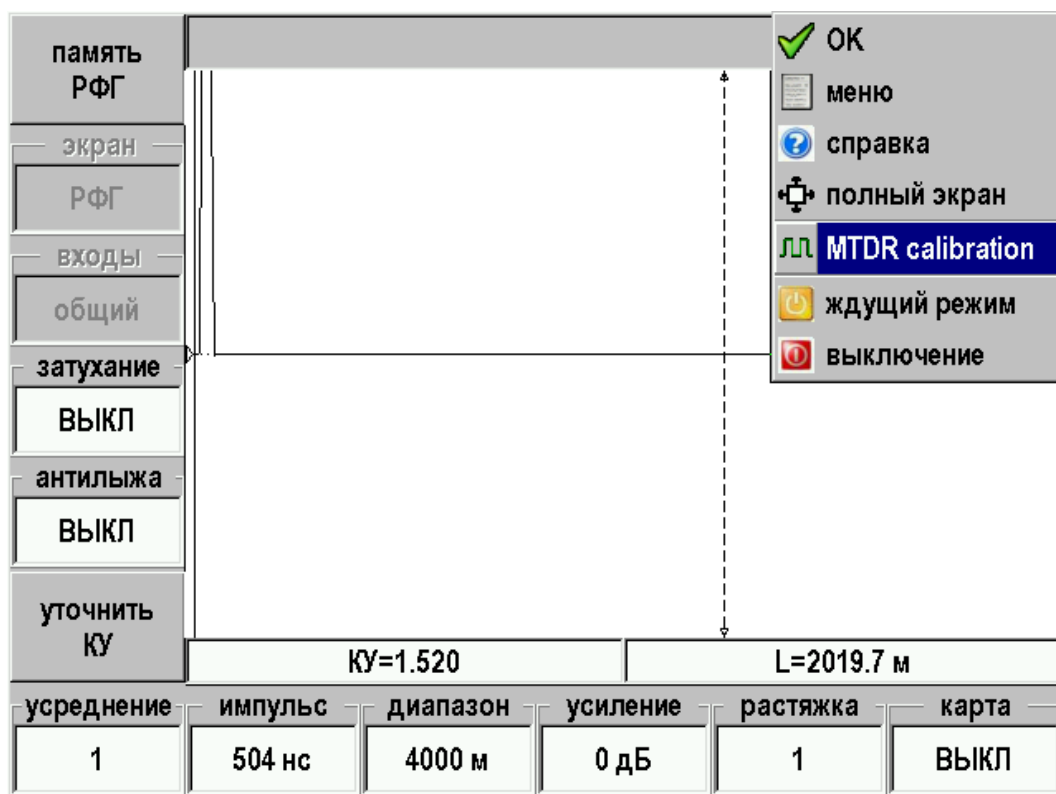 память
РФГ
экран
РФГ
входы
общий
затухание
ВЫКЛ
антилыжа
ВЫКЛ
уточнить
КУ
OK
меню
справка
полный экран
MTDR calibration
ждущий режим
выключение
КУ=1.520
L=2019.7 м
усреднение
1
импульс
504 нс
диапазон
4000 м
усиление
0 дБ
растяжка
1
карта
ВЫКЛ